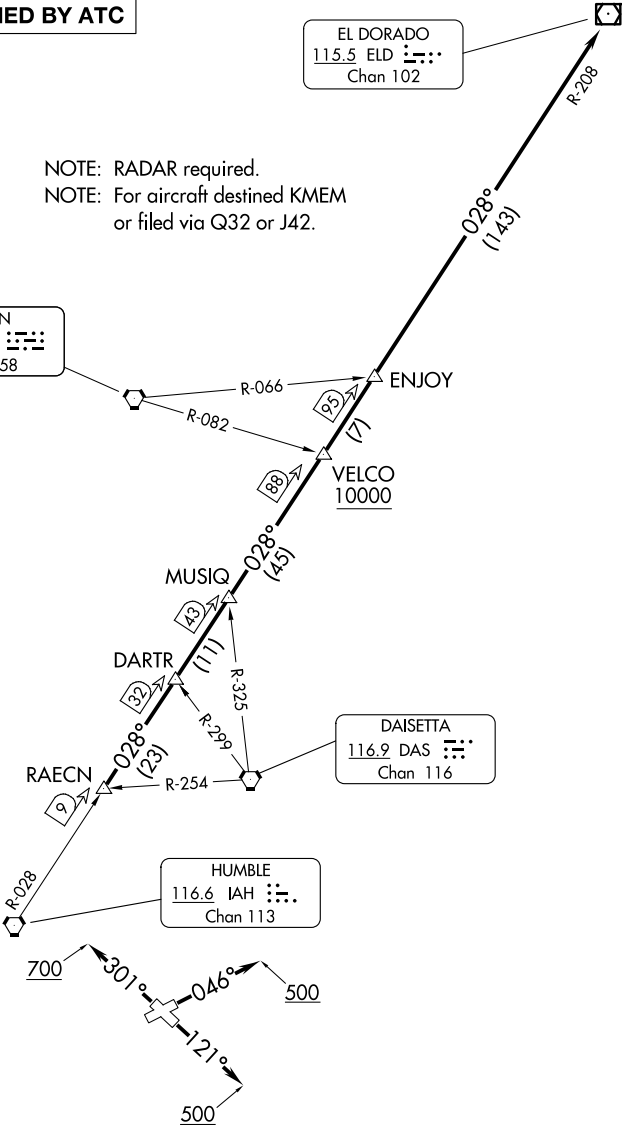 NED BY ATC
EL DORADO
115.5 ELD
Chan 102
R-208
NOTE: RADAR required.
NOTE: For aircraft destined KMEM
or filed via Q32 or J42.
028°
(143)
N
58
R-066
ENJOY
95
R-082
(7)
VELCO
10000
88
028°
(45)
MUSIQ
43
(11)
DARTR
R-325
32
R-299
028°
(23)
DAISETTA
116.9 DAS
Chan 116
RAECN
R-254
9
R-028
HUMBLE
116.6 IAH
Chan 113
700
301°
046°
500
121°
500